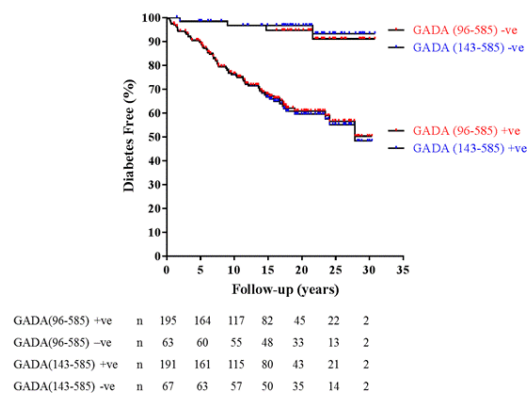 100
90
80
70
60
50
40
30
20
10
0
Diabetes Free (%)
0 5 10 15 20 25 30 35
Follow-up (years)
GADA (96-585) -ve
GADA (143-585) -ve
GADA (96-585) +ve
GADA (143-585) +ve
GADA(96-585) +ve n 195 164 117 82 45 22 2
GADA(96-585) –ve n 63 60 55 48 33 13 2
GADA(143-585) +ve n 191 161 115 80 43 21 2
GADA(143-585) -ve n 67 63 57 50 35 14 2